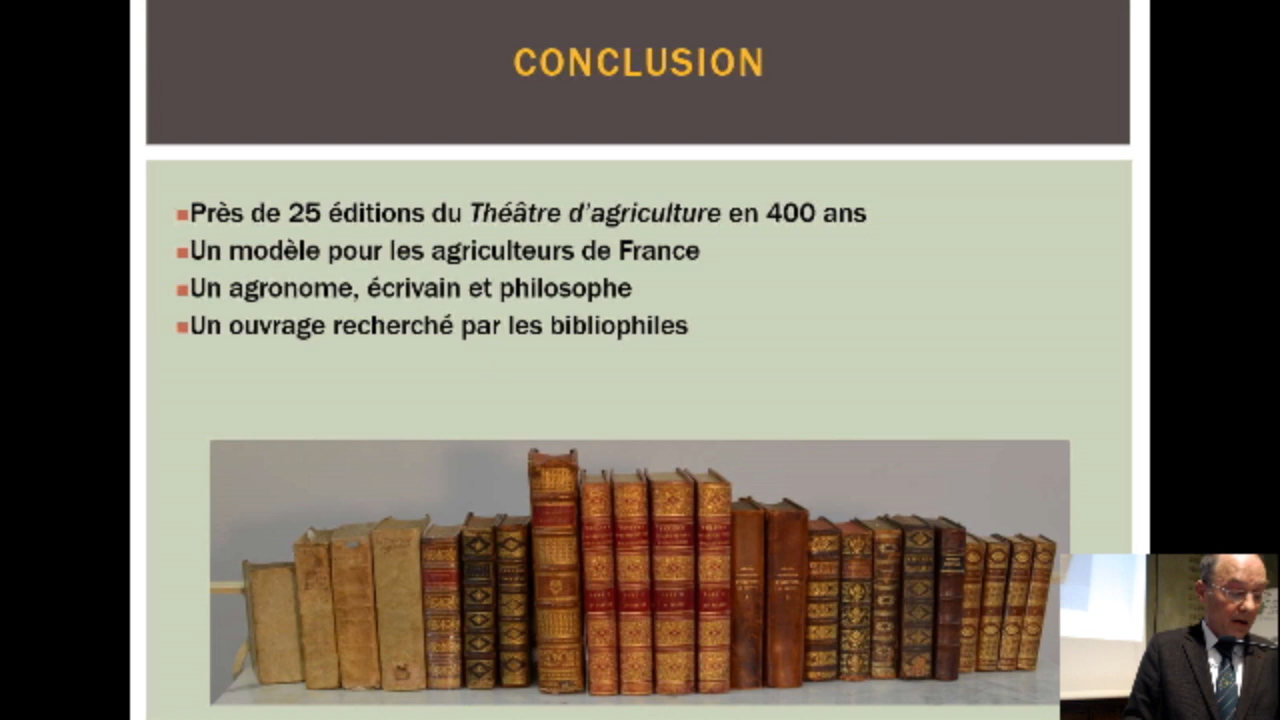 CONCLUSION
Près de 25 éditions du Théâtre d'agriculture en 400 ans
Un modèle pour les agriculteurs de France
Un agronome, écrivain et philosophe
Un ouvrage recherché par les bibliophiles